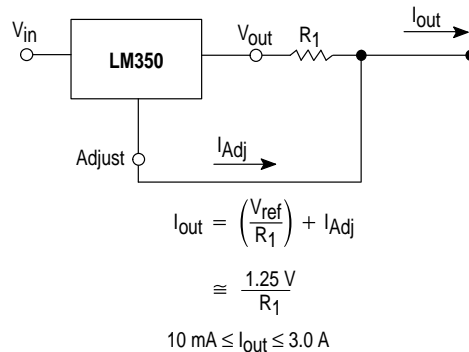 V_in
LM350
V_out
R_1
I_out
Adjust
I_Adj
I_out = (V_ref / R_1) + I_Adj
≅ 1.25 V / R_1
10 mA ≤ I_out ≤ 3.0 A